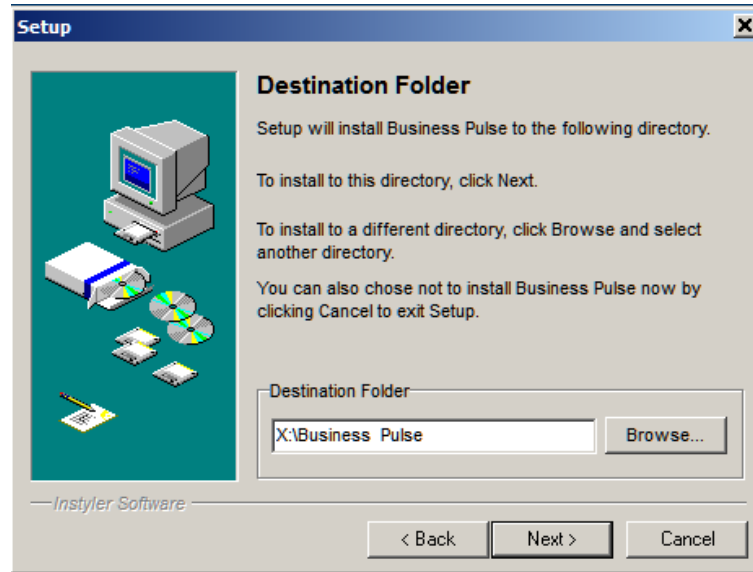 Setup
Destination Folder
Setup will install Business Pulse to the following directory.
To install to this directory, click Next.
To install to a different directory, click Browse and select
another directory.
You can also chose not to install Business Pulse now by
clicking Cancel to exit Setup.
Destination Folder
X:\Business  Pulse
Browse...
Instyler Software
< Back
Next >
Cancel